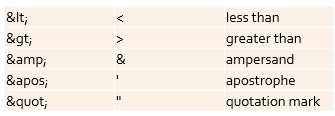 &lt; < less than
&gt; > greater than
&amp; & ampersand
&apos; ' apostrophe
&quot; " quotation mark